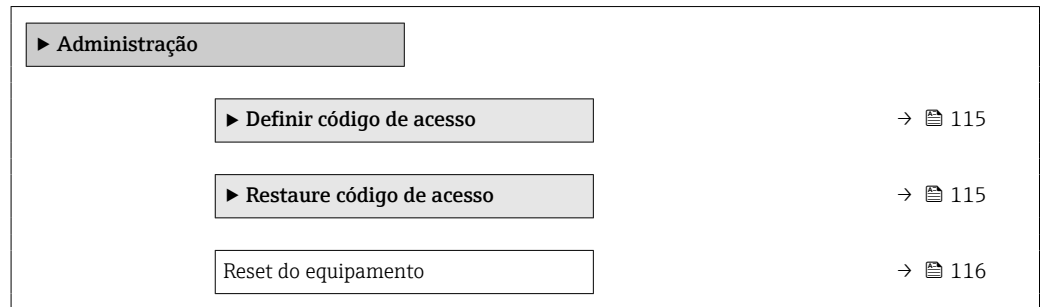 ▶ Administração
▶ Definir código de acesso → 🖹 115
▶ Restaure código de acesso → 🖹 115
Reset do equipamento → 🖹 116